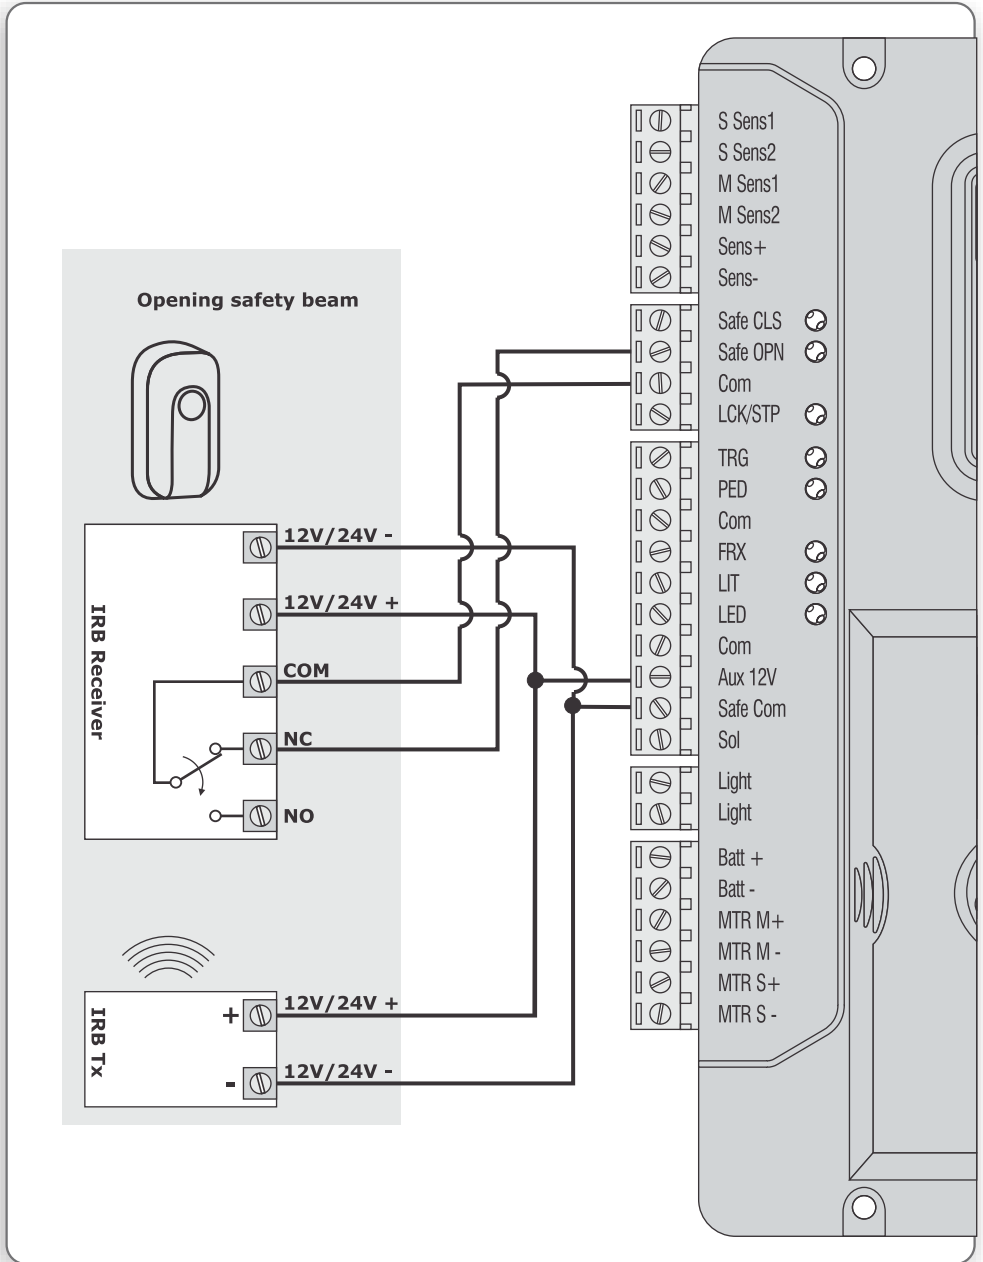 Opening safety beam
IRB Receiver
12V/24V -
12V/24V +
COM
NC
NO
IRB Tx
+
12V/24V +
-
12V/24V -
S Sens1
S Sens2
M Sens1
M Sens2
Sens+
Sens-
Safe CLS
Safe OPN
Com
LCK/STP
TRG
PED
Com
FRX
LIT
LED
Com
Aux 12V
Safe Com
Sol
Light
Light
Batt +
Batt -
MTR M+
MTR M -
MTR S+
MTR S -